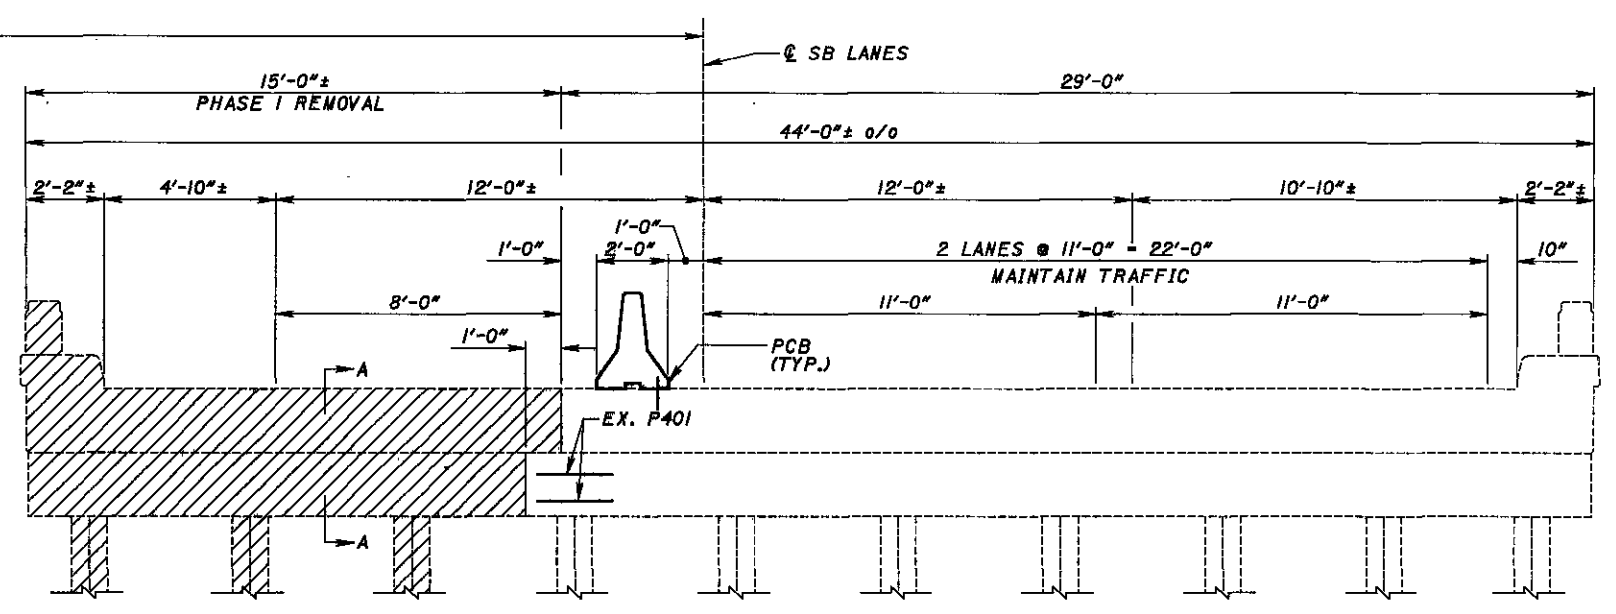 ℄ SB LANES
15'-0"±
PHASE 1 REMOVAL
29'-0"
44'-0"± o/o
2'-2"± 4'-10"± 12'-0"± 12'-0"± 10'-10"± 2'-2"±
1'-0"
1'-0" 2'-0" 2 LANES @ 11'-0" = 22'-0" 10"
MAINTAIN TRAFFIC
8'-0" 11'-0" 11'-0"
1'-0" PCB
(TYP.)
A
EX. P401
A